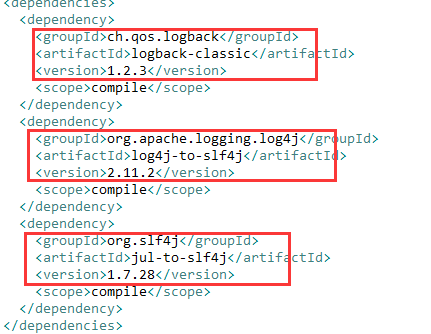 <dependencies>
<dependency>
<groupId>ch.qos.logback</groupId>
<artifactId>logback-classic</artifactId>
<version>1.2.3</version>
<scope>compile</scope>
</dependency>
<dependency>
<groupId>org.apache.logging.log4j</groupId>
<artifactId>log4j-to-slf4j</artifactId>
<version>2.11.2</version>
<scope>compile</scope>
</dependency>
<dependency>
<groupId>org.slf4j</groupId>
<artifactId>jul-to-slf4j</artifactId>
<version>1.7.28</version>
<scope>compile</scope>
</dependency>
</dependencies>